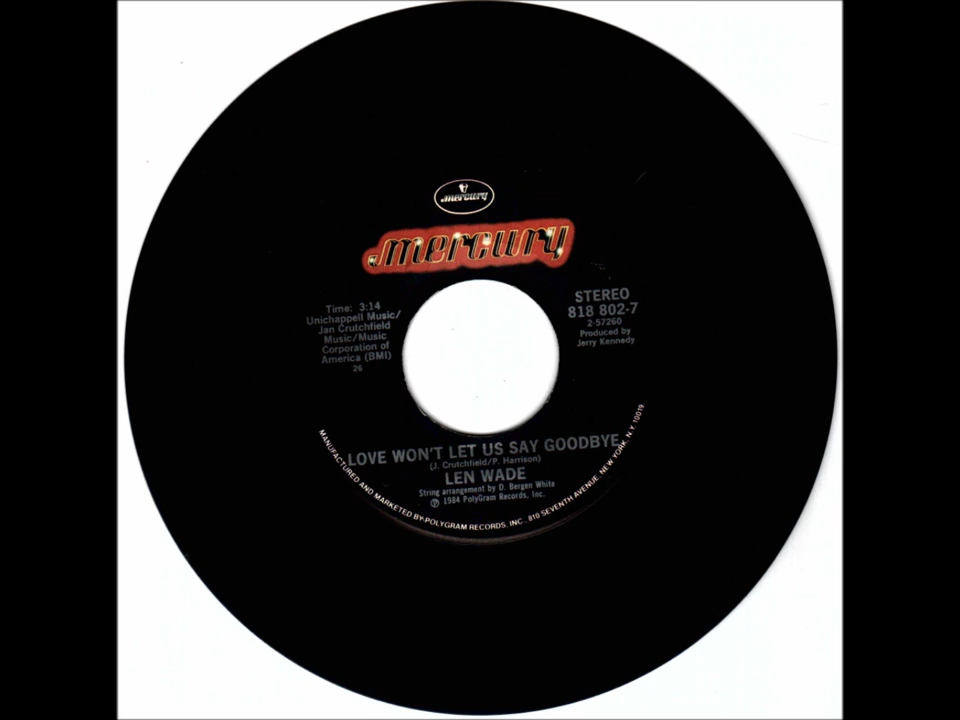 mercury
mercury
Time: 3:14
Unichappell Music/
Jan Crutchfield
Music/Music
Corporation of
America (BMI)
26
STEREO
818 802-7
2-57260
Produced by
Jerry Kennedy
LOVE WON'T LET US SAY GOODBYE
(J. Crutchfield/P. Harrison)
LEN WADE
String arrangement by D. Bergen White
℗ 1984 PolyGram Records, Inc.
MANUFACTURED AND MARKETED BY POLYGRAM RECORDS, INC., 810 SEVENTH AVENUE, NEW YORK, N.Y. 10019